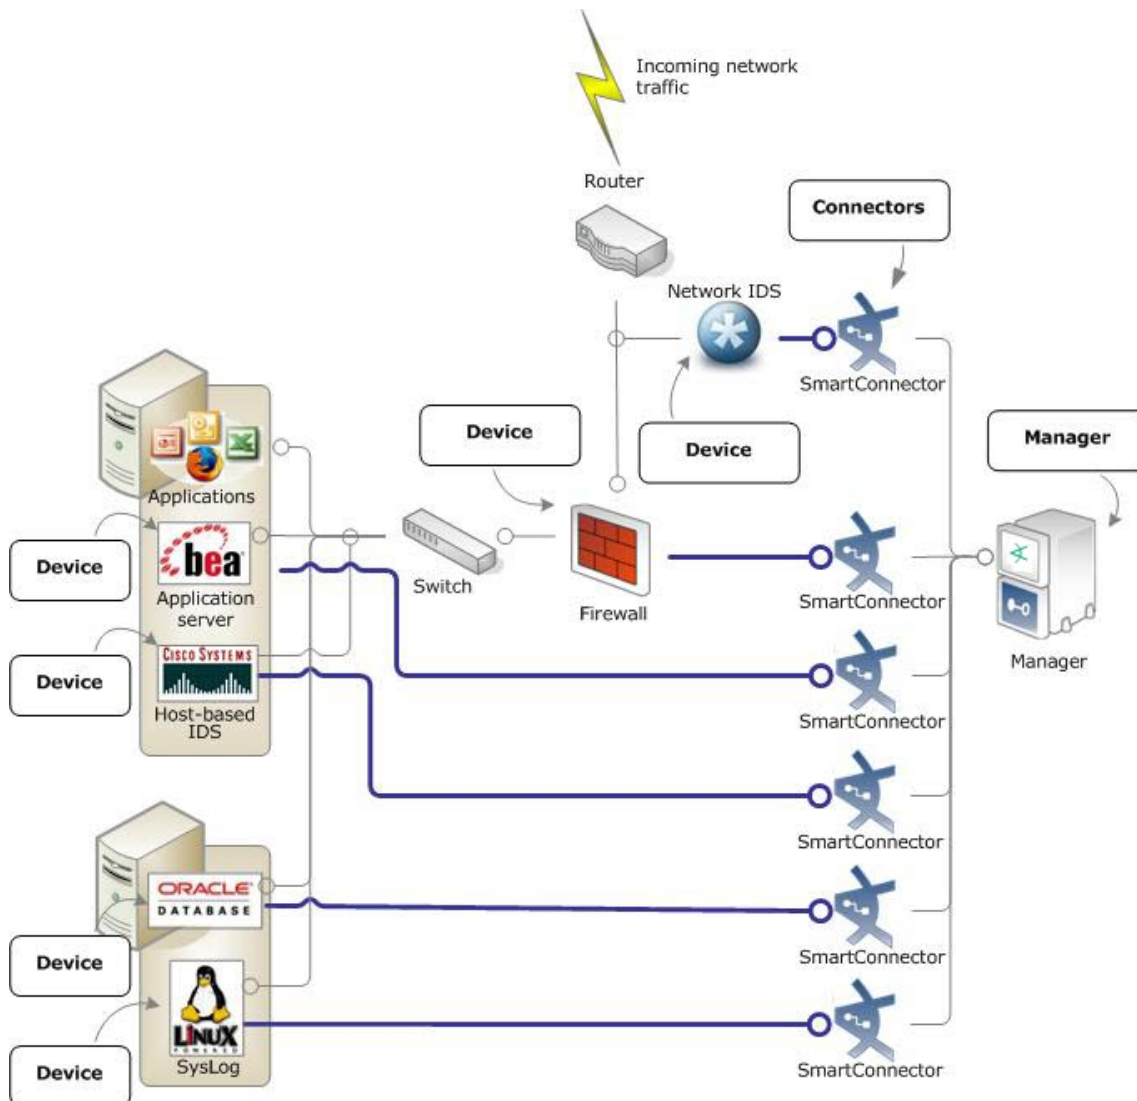 Incoming network
traffic
Router
Connectors
Network IDS
SmartConnector
Device
Device
Manager
Applications
Device
bea
Application
server
Switch
Firewall
SmartConnector
Device
CISCO SYSTEMS
Host-based
IDS
SmartConnector
Manager
SmartConnector
ORACLE
DATABASE
Device
SmartConnector
LINUX
POWERED
SysLog
Device
SmartConnector